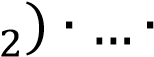 ₂) · … ·